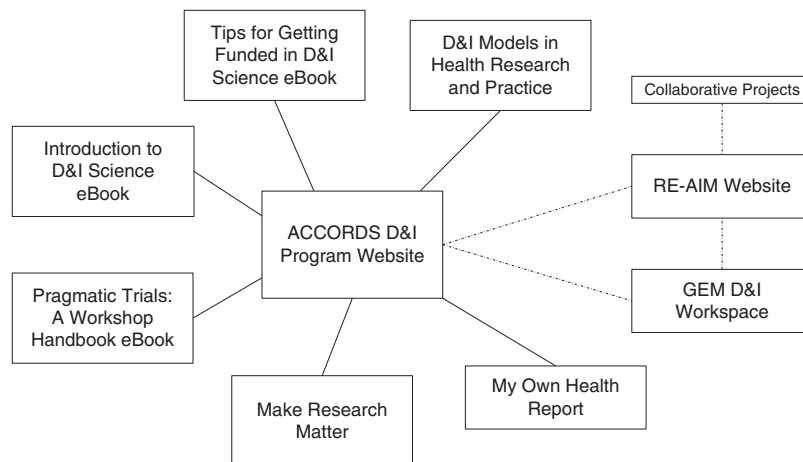 Tips for Getting
Funded in D&I
Science eBook
D&I Models in
Health Research
and Practice
Collaborative Projects
Introduction to
D&I Science
eBook
RE-AIM Website
ACCORDS D&I
Program Website
Pragmatic Trials:
A Workshop
Handbook eBook
GEM D&I
Workspace
Make Research
Matter
My Own Health
Report